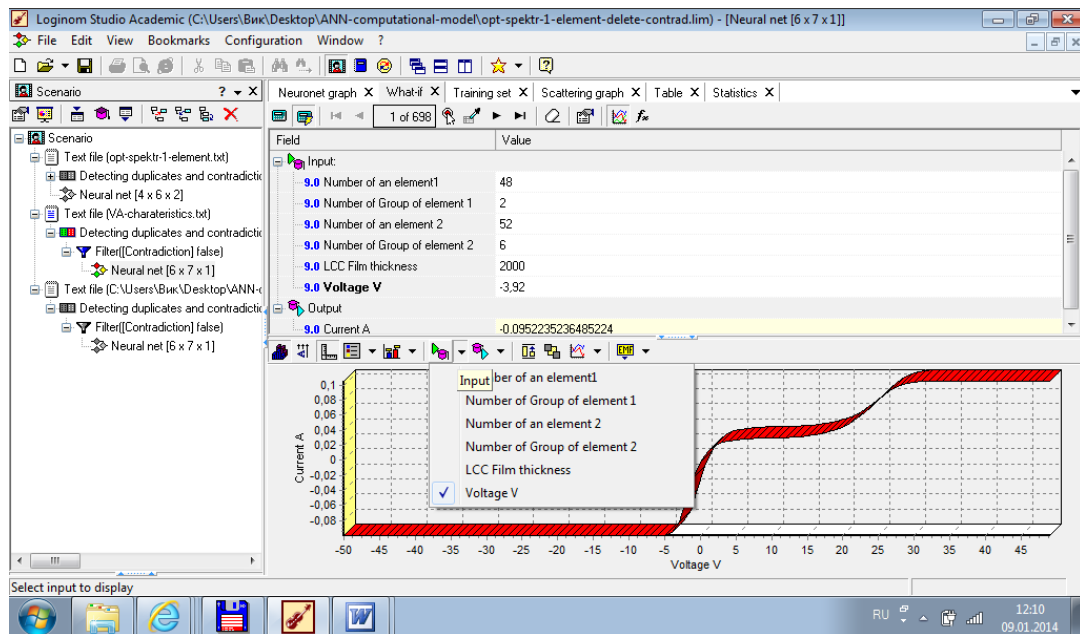 Loginom Studio Academic (C:\Users\Вик\Desktop\ANN-computational-model\opt-spektr-1-element-delete-contrad.lim) - [Neural net [6 x 7 x 1]]
File Edit View Bookmarks Configuration Window ?
Scenario ?
Neuronet graph X What-if X Training set X Scattering graph X Table X Statistics X
1 of 698
Scenario
Text file (opt-spektr-1-element.txt)
Detecting duplicates and contradictic
Neural net [4 x 6 x 2]
Text file (VA-charateristics.txt)
Detecting duplicates and contradictic
Filter([Contradiction] false)
Neural net [6 x 7 x 1]
Text file (C:\Users\Вик\Desktop\ANN-c
Detecting duplicates and contradictic
Filter([Contradiction] false)
Neural net [6 x 7 x 1]
Field Value
Input:
9.0 Number of an element1 48
9.0 Number of Group of element 1 2
9.0 Number of an element 2 52
9.0 Number of Group of element 2 6
9.0 LCC Film thickness 2000
9.0 Voltage V -3,92
Output
9.0 Current A -0.0952235236485224
EMF
Input
ber of an element1
Number of Group of element 1
Number of an element 2
Number of Group of element 2
LCC Film thickness
Voltage V
Current A
0,1
0,08
0,06
0,04
0,02
0
-0,02
-0,04
-0,06
-0,08
-50 -45 -40 -35 -30 -25 -20 -15 -10 -5 0 5 10 15 20 25 30 35 40 45
Voltage V
Select input to display
RU
12:10
09.01.2014